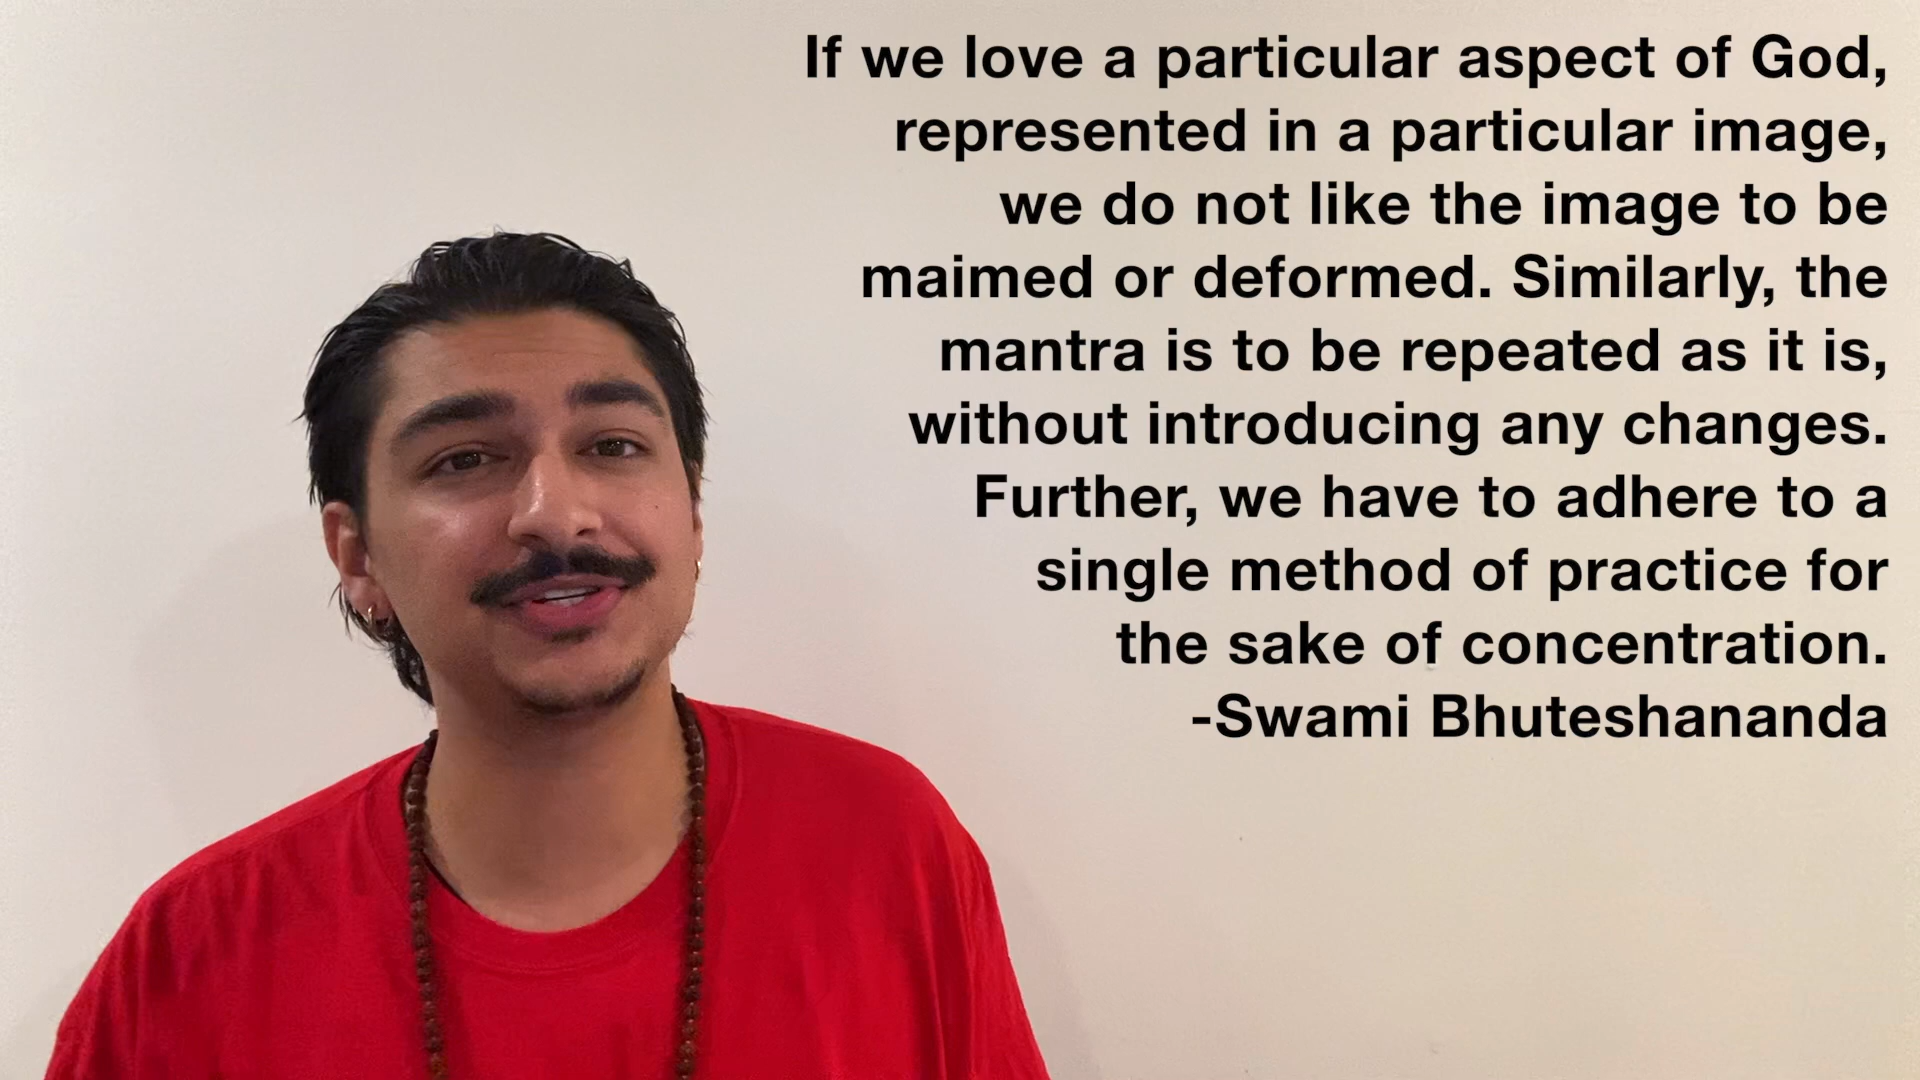 If we love a particular aspect of God,
represented in a particular image,
we do not like the image to be
maimed or deformed. Similarly, the
mantra is to be repeated as it is,
without introducing any changes.
Further, we have to adhere to a
single method of practice for
the sake of concentration.
-Swami Bhuteshananda